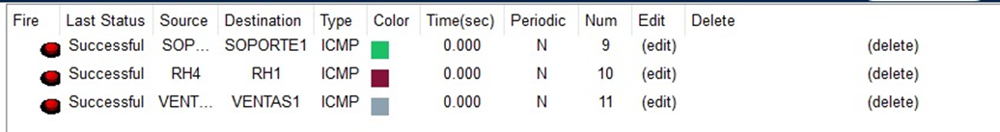 Fire Last Status Source Destination Type Color Time(sec) Periodic Num Edit Delete
Successful SOP... SOPORTE1 ICMP 0.000 N 9 (edit) (delete)
Successful RH4 RH1 ICMP 0.000 N 10 (edit) (delete)
Successful VENT... VENTAS1 ICMP 0.000 N 11 (edit) (delete)